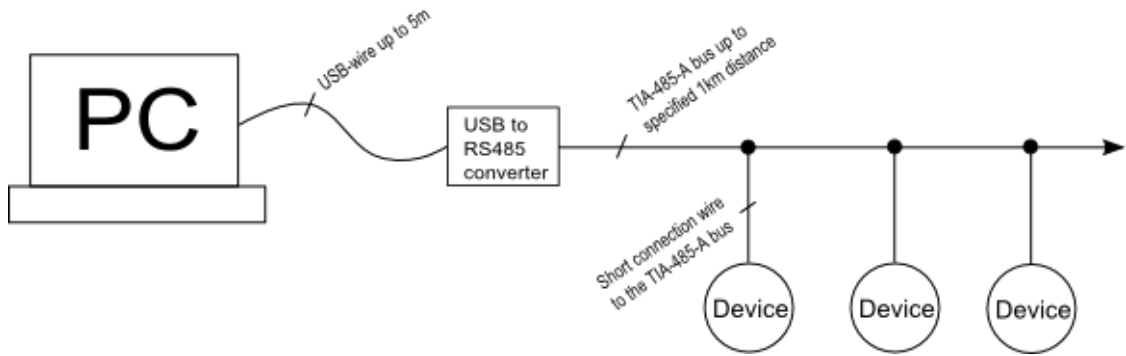 PC
USB-wire up to 5m
USB to
RS485
converter
TIA-485-A bus up to
specified 1km distance
Short connection wire
to the TIA-485-A bus
Device
Device
Device